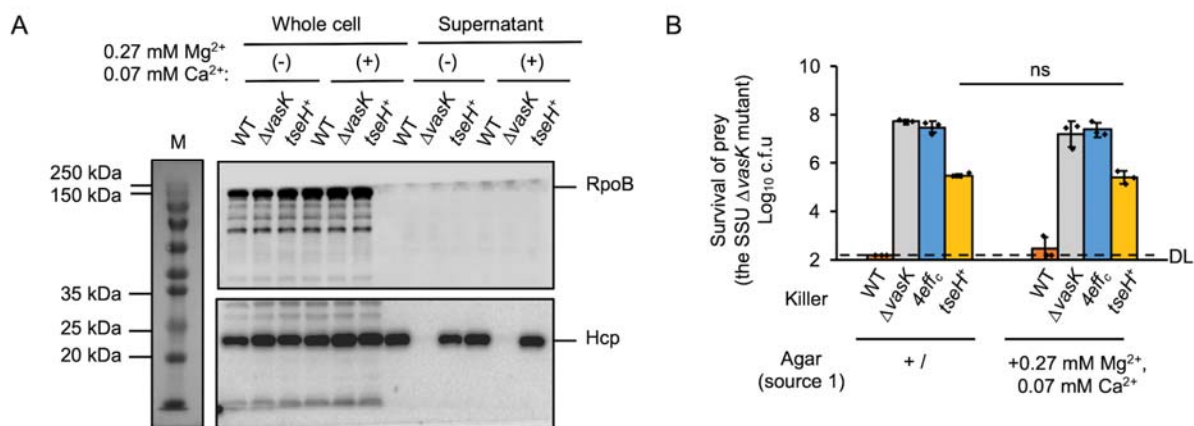 A
Whole cell Supernatant
0.27 mM Mg²⁺
0.07 mM Ca²⁺:
(-) (+) (-) (+)
M WT ΔvasK tseH⁺ WT ΔvasK tseH⁺ WT ΔvasK tseH⁺ WT ΔvasK tseH⁺
250 kDa
150 kDa
RpoB
35 kDa
25 kDa
20 kDa
Hcp
B
ns
Survival of prey
(the SSU ΔvasK mutant)
Log₁₀ c.f.u
10
8
6
4
2
DL
Killer WT ΔvasK 4eff꜀ tseH⁺ WT ΔvasK 4eff꜀ tseH⁺
Agar
(source 1)
+ /
+0.27 mM Mg²⁺,
0.07 mM Ca²⁺